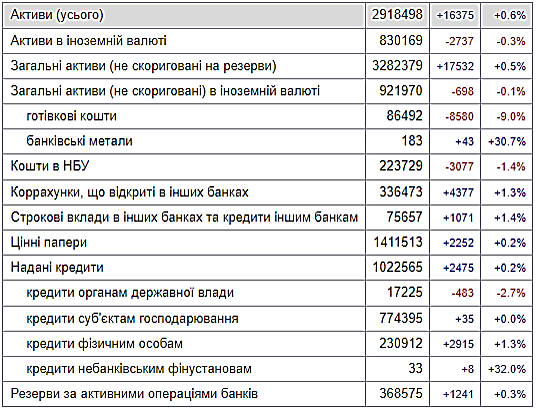 Активи (усього) 2918498 +16375 +0.6%
Активи в іноземній валюті 830169 -2737 -0.3%
Загальні активи (не скориговані на резерви) 3282379 +17532 +0.5%
Загальні активи (не скориговані) в іноземній валюті 921970 -698 -0.1%
готівкові кошти 86492 -8580 -9.0%
банківські метали 183 +43 +30.7%
Кошти в НБУ 223729 -3077 -1.4%
Коррахунки, що відкриті в інших банках 336473 +4377 +1.3%
Строкові вклади в інших банках та кредити іншим банкам 75657 +1071 +1.4%
Цінні папери 1411513 +2252 +0.2%
Надані кредити 1022565 +2475 +0.2%
кредити органам державної влади 17225 -483 -2.7%
кредити суб'єктам господарювання 774395 +35 +0.0%
кредити фізичним особам 230912 +2915 +1.3%
кредити небанківським фінустановам 33 +8 +32.0%
Резерви за активними операціями банків 368575 +1241 +0.3%